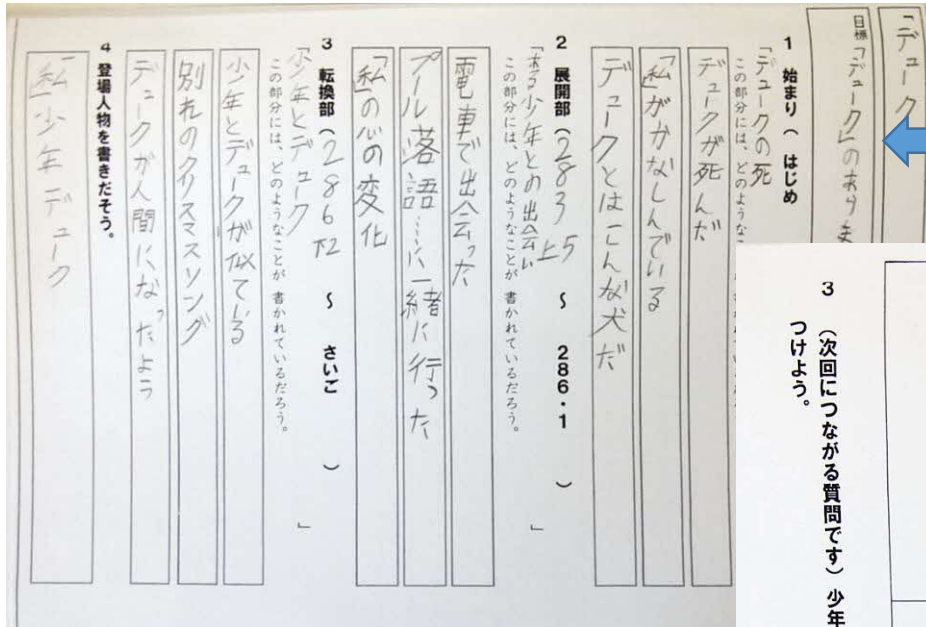 「デューク」
目標「デューク」のあらま
1 始まり( はじめ
「デュークの死
この部分には、どのようなこ
デュークが死んだ
「私」がかなしんでいる
デュークとはこんな犬だ
2 展開部(283上5 ~ 286・1 )
「ある少年との出会い 」
この部分には、どのようなことが書かれているだろう。
電車で出会った
プール落語……に一緒に行った
「私」の心の変化
3 転換部(286下2 ~ さいご )
「少年とデューク 」
この部分には、どのようなことが書かれているだろう。
少年とデュークが似ている
別れのクリスマスソング
デュークが人間になったよう
4 登場人物を書きだそう。
「私」少年 デューク
3 (次回につながる質問です)少年
つけよう。